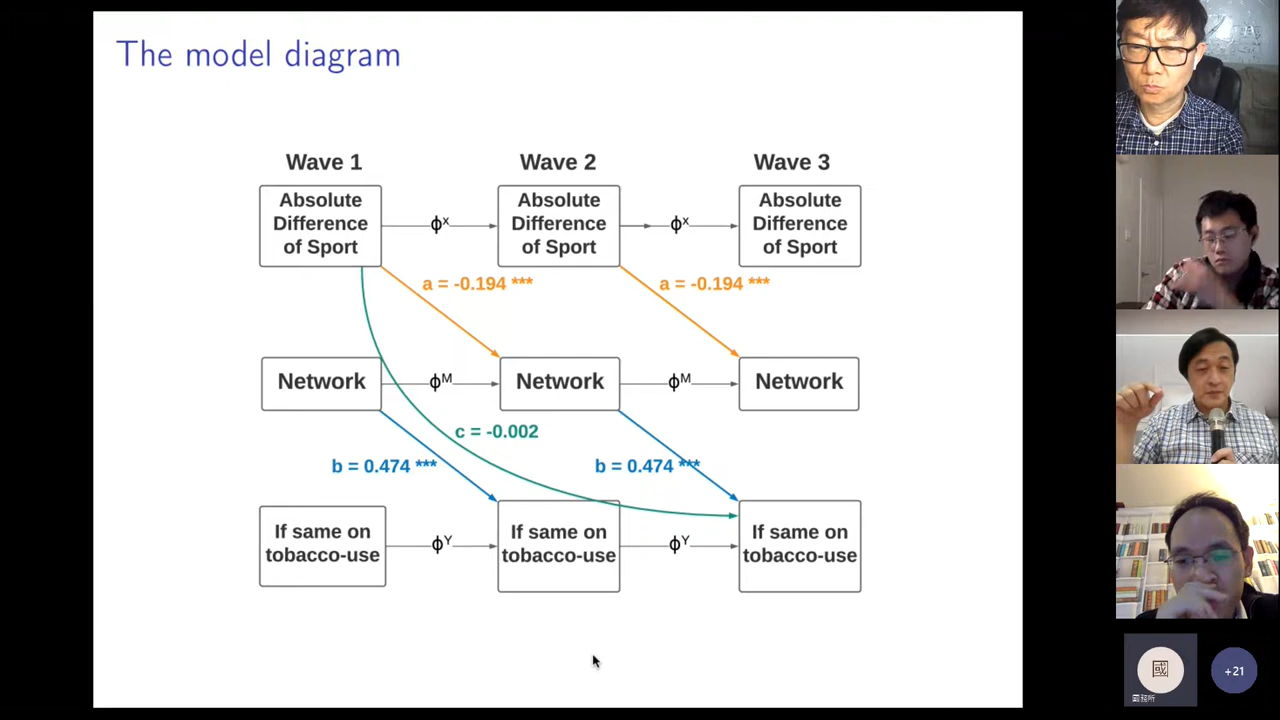 The model diagram
Wave 1
Wave 2
Wave 3
Absolute
Difference
of Sport
ϕˣ
Absolute
Difference
of Sport
ϕˣ
Absolute
Difference
of Sport
a = -0.194 ***
a = -0.194 ***
Network
ϕᴹ
Network
ϕᴹ
Network
c = -0.002
b = 0.474 ***
b = 0.474 ***
If same on
tobacco-use
ϕʸ
If same on
tobacco-use
ϕʸ
If same on
tobacco-use
國
+21